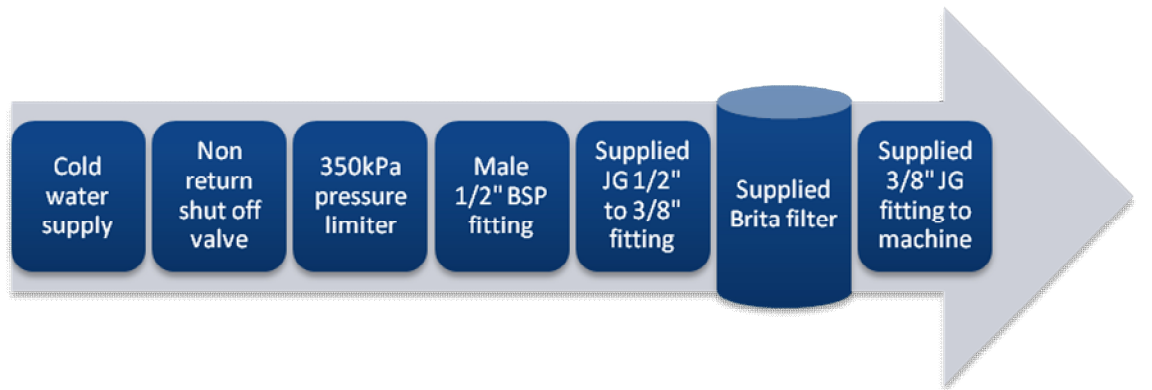 Cold
water
supply
Non
return
shut off
valve
350kPa
pressure
limiter
Male
1/2" BSP
fitting
Supplied
JG 1/2"
to 3/8"
fitting
Supplied
Brita filter
Supplied
3/8" JG
fitting to
machine